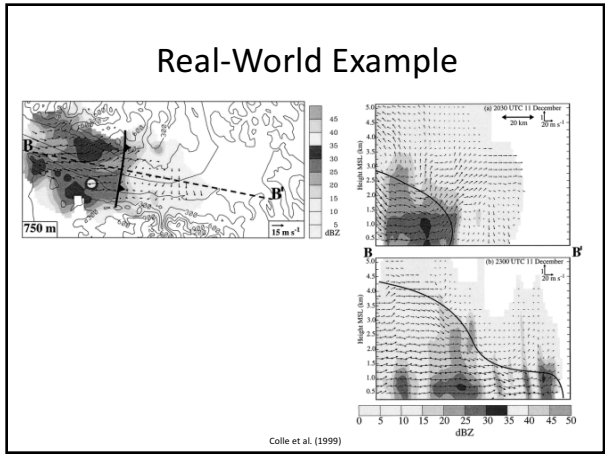 Real-World Example
B
B'
750 m
15 m s-1
45
40
35
30
25
20
15
10
5
dBZ
(a) 2030 UTC 11 December
20 km
20 m s-1
Height MSL (km)
5.0
4.5
4.0
3.5
3.0
2.5
2.0
1.5
1.0
0.5
B
B'
(b) 2300 UTC 11 December
20 m s-1
Height MSL (km)
5.0
4.5
4.0
3.5
3.0
2.5
2.0
1.5
1.0
0.5
0 5 10 15 20 25 30 35 40 45 50
dBZ
Colle et al. (1999)